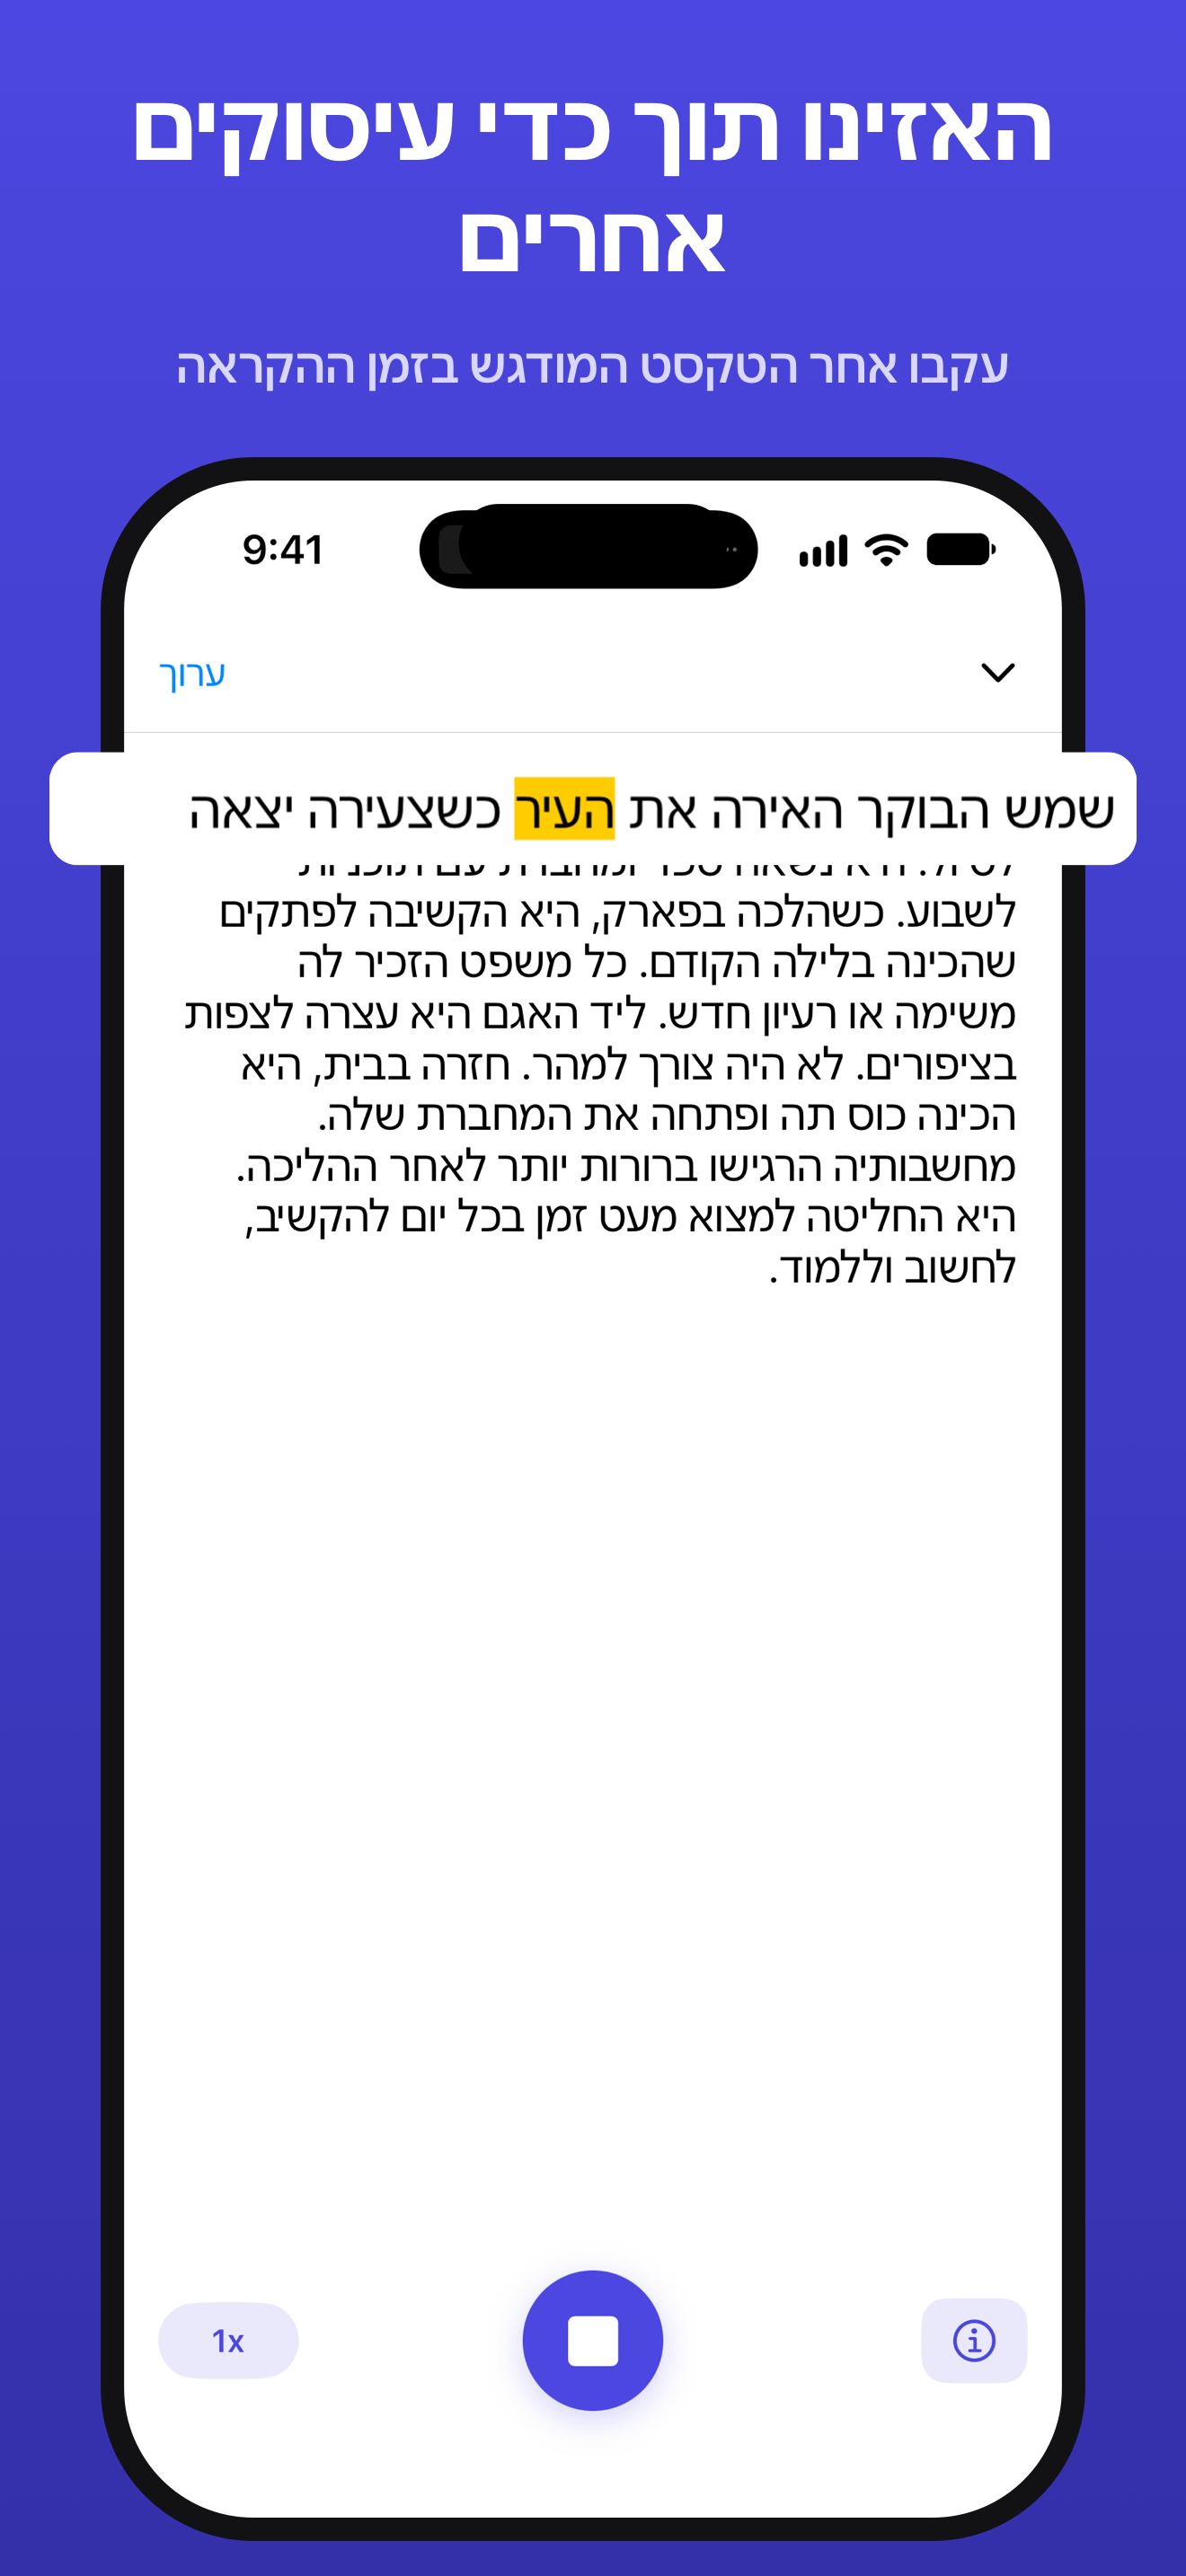 האזינו תוך כדי עיסוקים
אחרים
עקבו אחר הטקסט המודגש בזמן ההקראה
9:41
ערוך
שמש הבוקר האירה את העיר כשצעירה יצאה
לשבוע. כשהלכה בפארק, היא הקשיבה לפתקים
שהכינה בלילה הקודם. כל משפט הזכיר לה
משימה או רעיון חדש. ליד האגם היא עצרה לצפות
בציפורים. לא היה צורך למהר. חזרה בבית, היא
הכינה כוס תה ופתחה את המחברת שלה.
מחשבותיה הרגישו ברורות יותר לאחר ההליכה.
היא החליטה למצוא מעט זמן בכל יום להקשיב,
לחשוב וללמוד.
1x